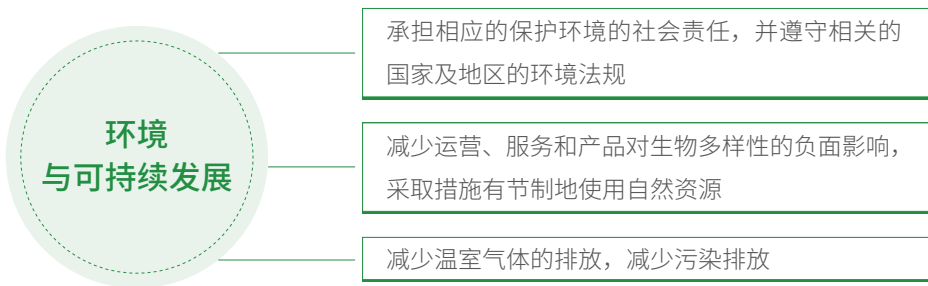 环境
与可持续发展
承担相应的保护环境的社会责任，并遵守相关的
国家及地区的环境法规
减少运营、服务和产品对生物多样性的负面影响，
采取措施有节制地使用自然资源
减少温室气体的排放，减少污染排放